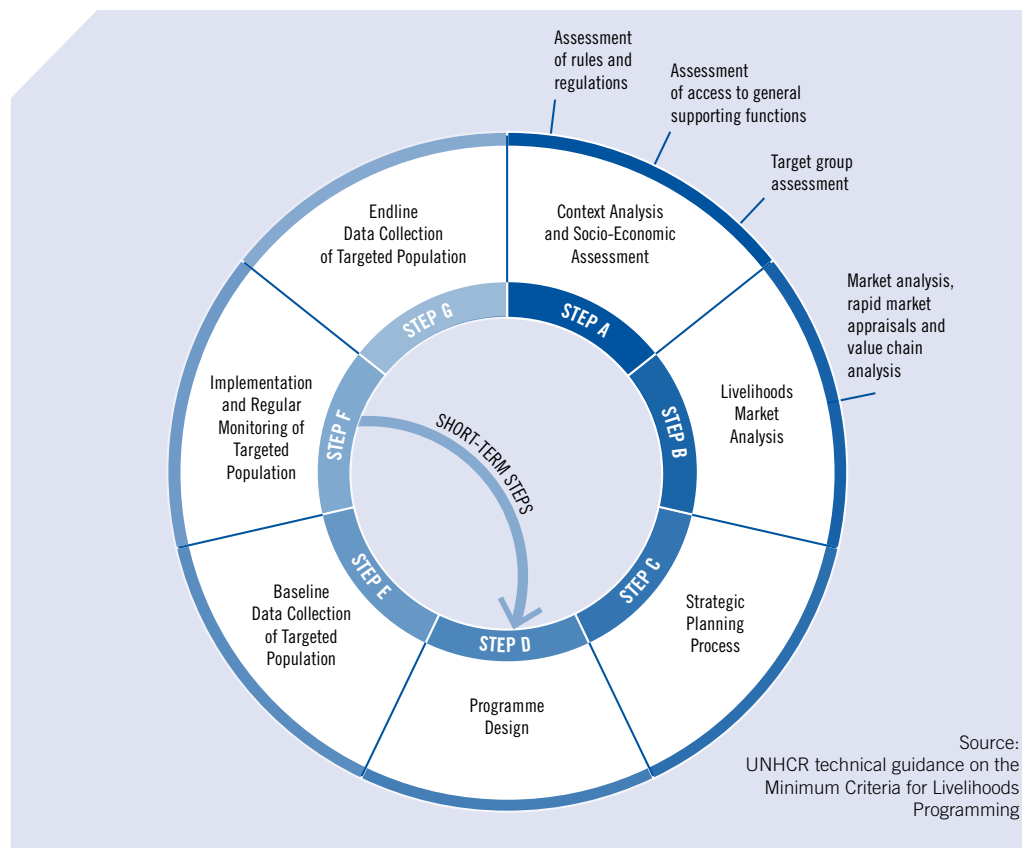 Assessment
of rules and
regulations
Assessment
of access to general
supporting functions
Target group
assessment
Market analysis,
rapid market
appraisals and
value chain
analysis
Context Analysis
and Socio-Economic
Assessment
STEP A
Livelihoods
Market
Analysis
STEP B
Strategic
Planning
Process
STEP C
Programme
Design
STEP D
Baseline
Data Collection
of Targeted
Population
STEP E
Implementation
and Regular
Monitoring of
Targeted
Population
STEP F
Endline
Data Collection
of Targeted Population
STEP G
SHORT-TERM STEPS
Source:
UNHCR technical guidance on the
Minimum Criteria for Livelihoods
Programming